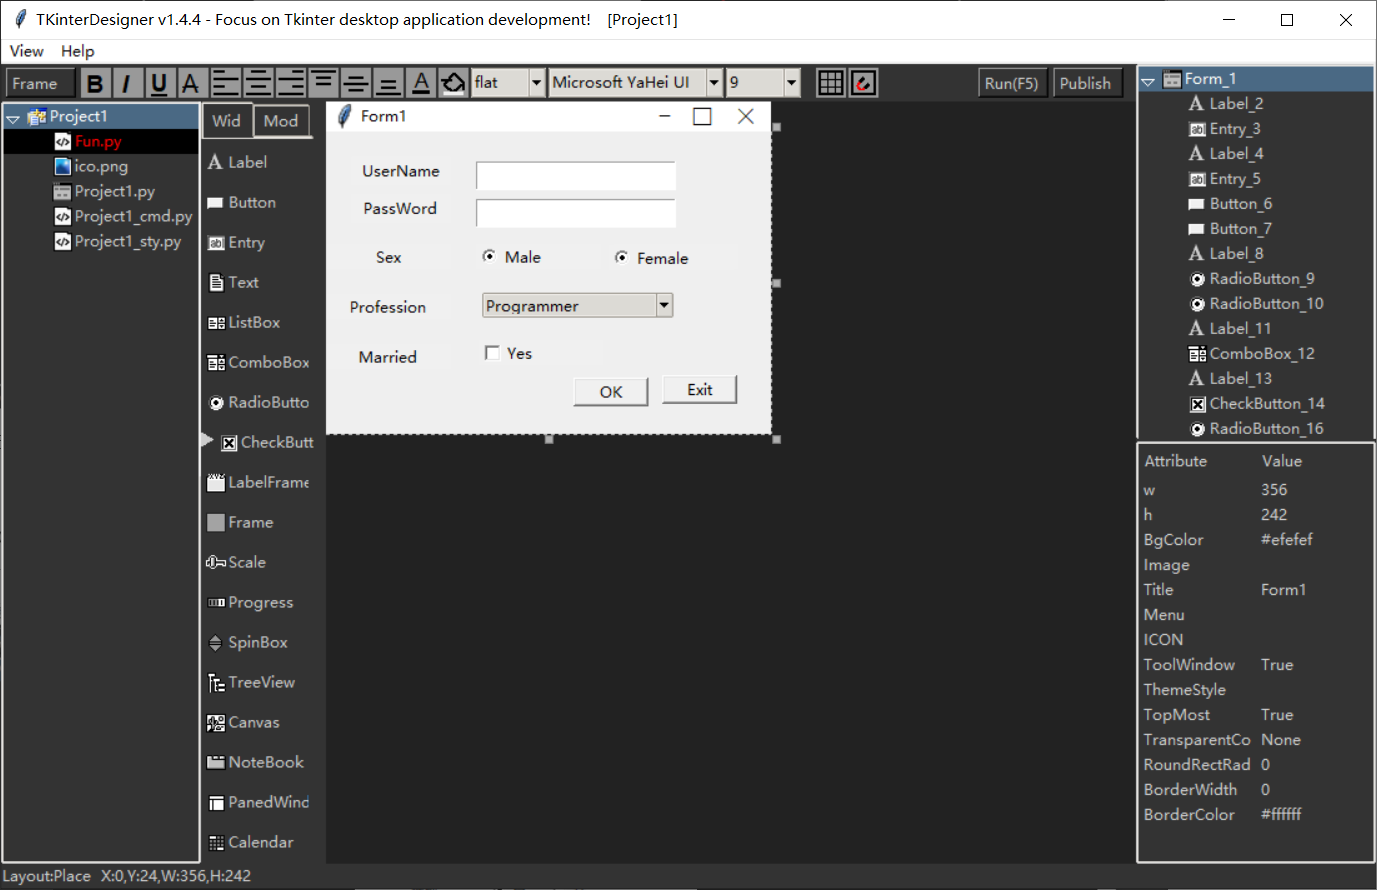 TKinterDesigner v1.4.4 - Focus on Tkinter desktop application development! [Project1]
View Help
Frame B I U A A flat Microsoft YaHei UI 9 Run(F5) Publish
Project1
Fun.py
ico.png
Project1.py
Project1_cmd.py
Project1_sty.py
Wid Mod
Label
Button
Entry
Text
ListBox
ComboBox
RadioButto
CheckButt
LabelFrame
Frame
Scale
Progress
SpinBox
TreeView
Canvas
NoteBook
PanedWind
Calendar
Form1
UserName
PassWord
Sex Male Female
Profession Programmer
Married Yes
OK Exit
Form_1
Label_2
Entry_3
Label_4
Entry_5
Button_6
Button_7
Label_8
RadioButton_9
RadioButton_10
Label_11
ComboBox_12
Label_13
CheckButton_14
RadioButton_16
Attribute Value
w 356
h 242
BgColor #efefef
Image
Title Form1
Menu
ICON
ToolWindow True
ThemeStyle
TopMost True
TransparentCo None
RoundRectRad 0
BorderWidth 0
BorderColor #ffffff
Layout:Place X:0,Y:24,W:356,H:242